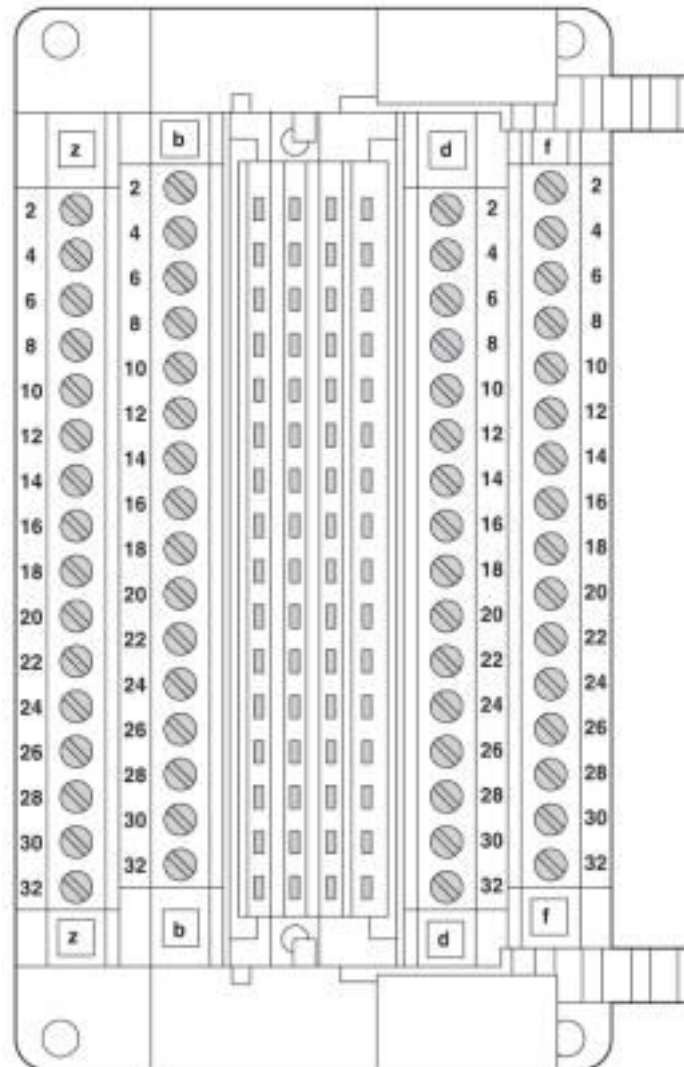 z b d f
2 2 2 2
4 4 4 4
6 6 6 6
8 8 8 8
10 10 10 10
12 12 12 12
14 14 14 14
16 16 16 16
18 18 18 18
20 20 20 20
22 22 22 22
24 24 24 24
26 26 26 26
28 28 28 28
30 30 30 30
32 32 32 32
z b d f